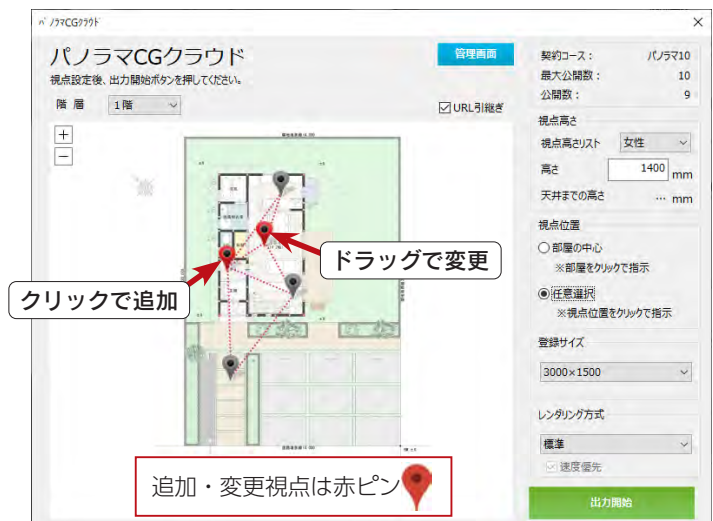 パノラマCGクラウド
パノラマCGクラウド
管理画面
視点設定後、出力開始ボタンを押してください。
階 層
1階
URL引継ぎ
+
−
ドラッグで変更
クリックで追加
追加・変更視点は赤ピン
契約コース：
パノラマ10
最大公開数：
10
公開数：
9
視点高さ
視点高さリスト
女性
高さ
1400
mm
天井までの高さ
… mm
視点位置
部屋の中心
※部屋をクリックで指示
任意選択
※視点位置をクリックで指示
登録サイズ
3000×1500
レンダリング方式
標準
速度優先
出力開始